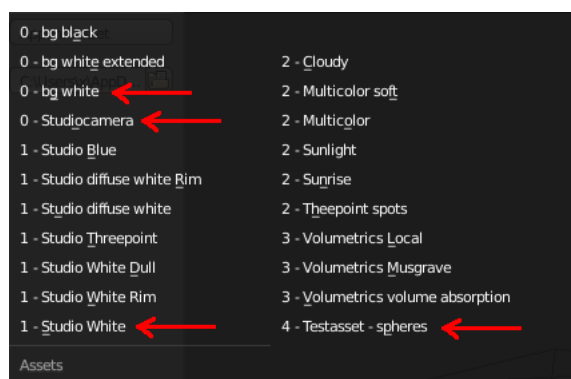 0 - bg black
0 - bg white extended
0 - bg white
0 - Studiocamera
1 - Studio Blue
1 - Studio diffuse white Rim
1 - Studio diffuse white
1 - Studio Threepoint
1 - Studio White Dull
1 - Studio White Rim
1 - Studio White
Assets
2 - Cloudy
2 - Multicolor soft
2 - Multicolor
2 - Sunlight
2 - Sunrise
2 - Theepoint spots
3 - Volumetrics Local
3 - Volumetrics Musgrave
3 - Volumetrics volume absorption
4 - Testasset - spheres